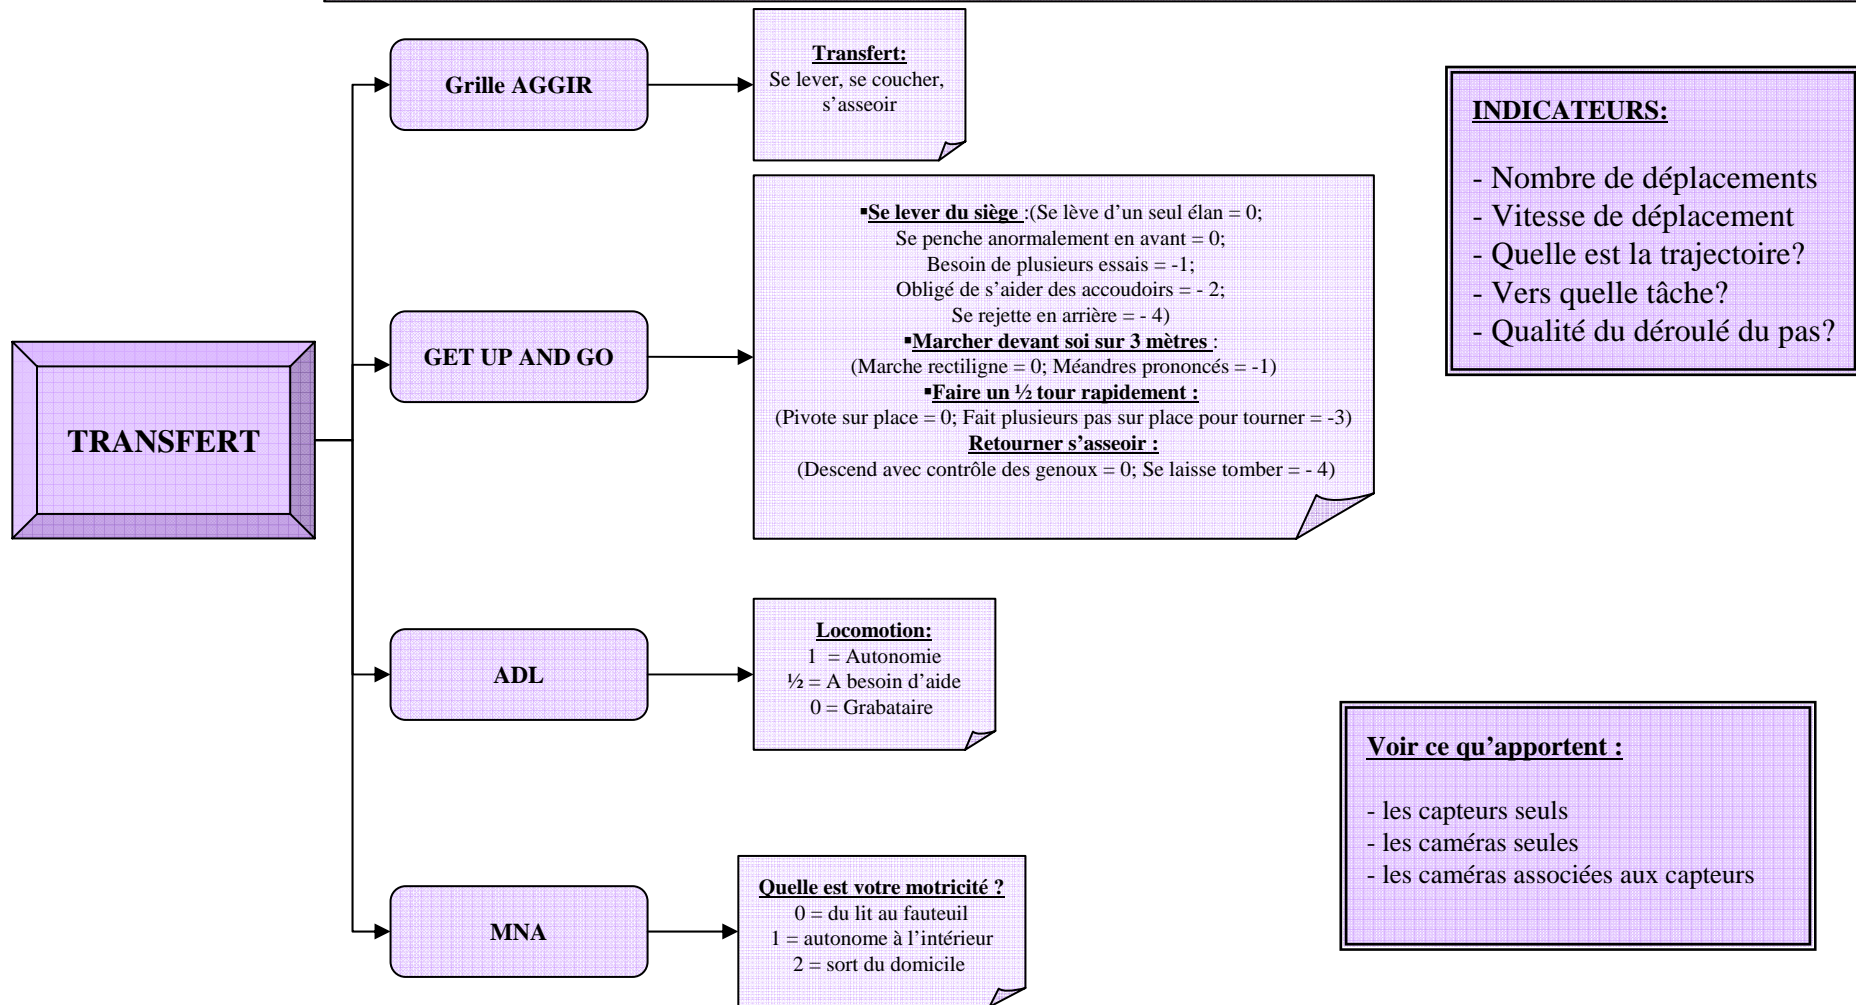 TRANSFERT
Grille AGGIR
Transfert:
Se lever, se coucher,
s’asseoir
GET UP AND GO
▪Se lever du siège :(Se lève d’un seul élan = 0;
Se penche anormalement en avant = 0;
Besoin de plusieurs essais = -1;
Obligé de s’aider des accoudoirs = - 2;
Se rejette en arrière = - 4)
▪Marcher devant soi sur 3 mètres :
(Marche rectiligne = 0; Méandres prononcés = -1)
▪Faire un ½ tour rapidement :
(Pivote sur place = 0; Fait plusieurs pas sur place pour tourner = -3)
Retourner s’asseoir :
(Descend avec contrôle des genoux = 0; Se laisse tomber = - 4)
ADL
Locomotion:
1 = Autonomie
½ = A besoin d’aide
0 = Grabataire
MNA
Quelle est votre motricité ?
0 = du lit au fauteuil
1 = autonome à l’intérieur
2 = sort du domicile
INDICATEURS:
- Nombre de déplacements
- Vitesse de déplacement
- Quelle est la trajectoire?
- Vers quelle tâche?
- Qualité du déroulé du pas?
Voir ce qu’apportent :
- les capteurs seuls
- les caméras seules
- les caméras associées aux capteurs